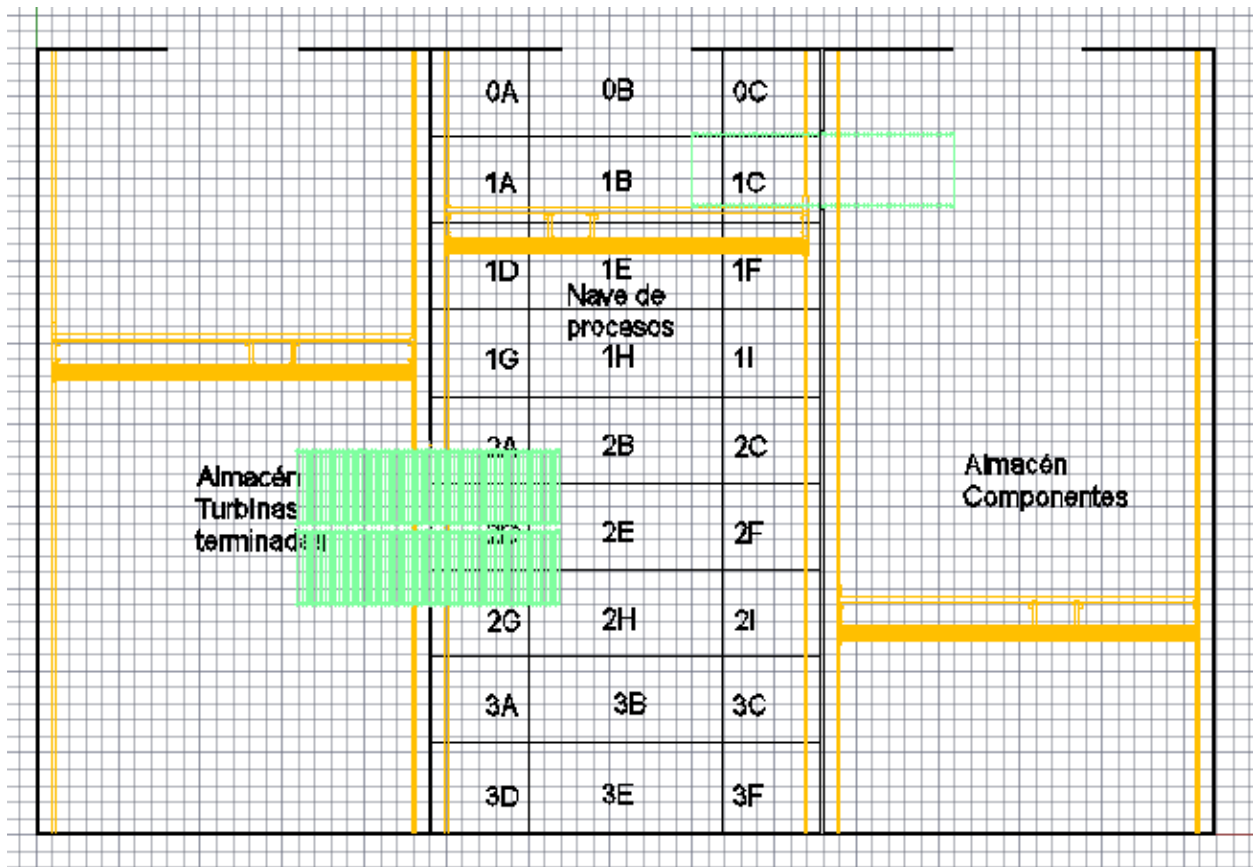 0A 0B 0C
1A 1B 1C
1D 1E 1F
Nave de
procesos
1G 1H 1I
2A 2B 2C
Almacén
Turbinas
terminadas
Almacén
Componentes
2E 2F
2G 2H 2I
3A 3B 3C
3D 3E 3F